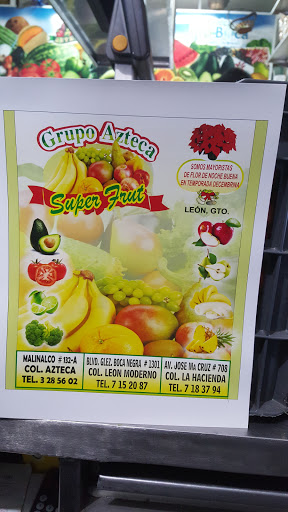 Grupo Azteca
Super Frut
SOMOS MAYORISTAS
DE FLOR DE NOCHE BUENA
EN TEMPORADA DECEMBRINA
LEÓN, GTO.
MALINALCO # 132-A
COL. AZTECA
TEL. 3 28 56 02
BLVD. GLEZ. BOCA NEGRA # 1301
COL. LEON MODERNO
TEL. 7 15 20 87
AV. JOSE Ma CRUZ # 708
COL. LA HACIENDA
TEL. 7 18 37 94